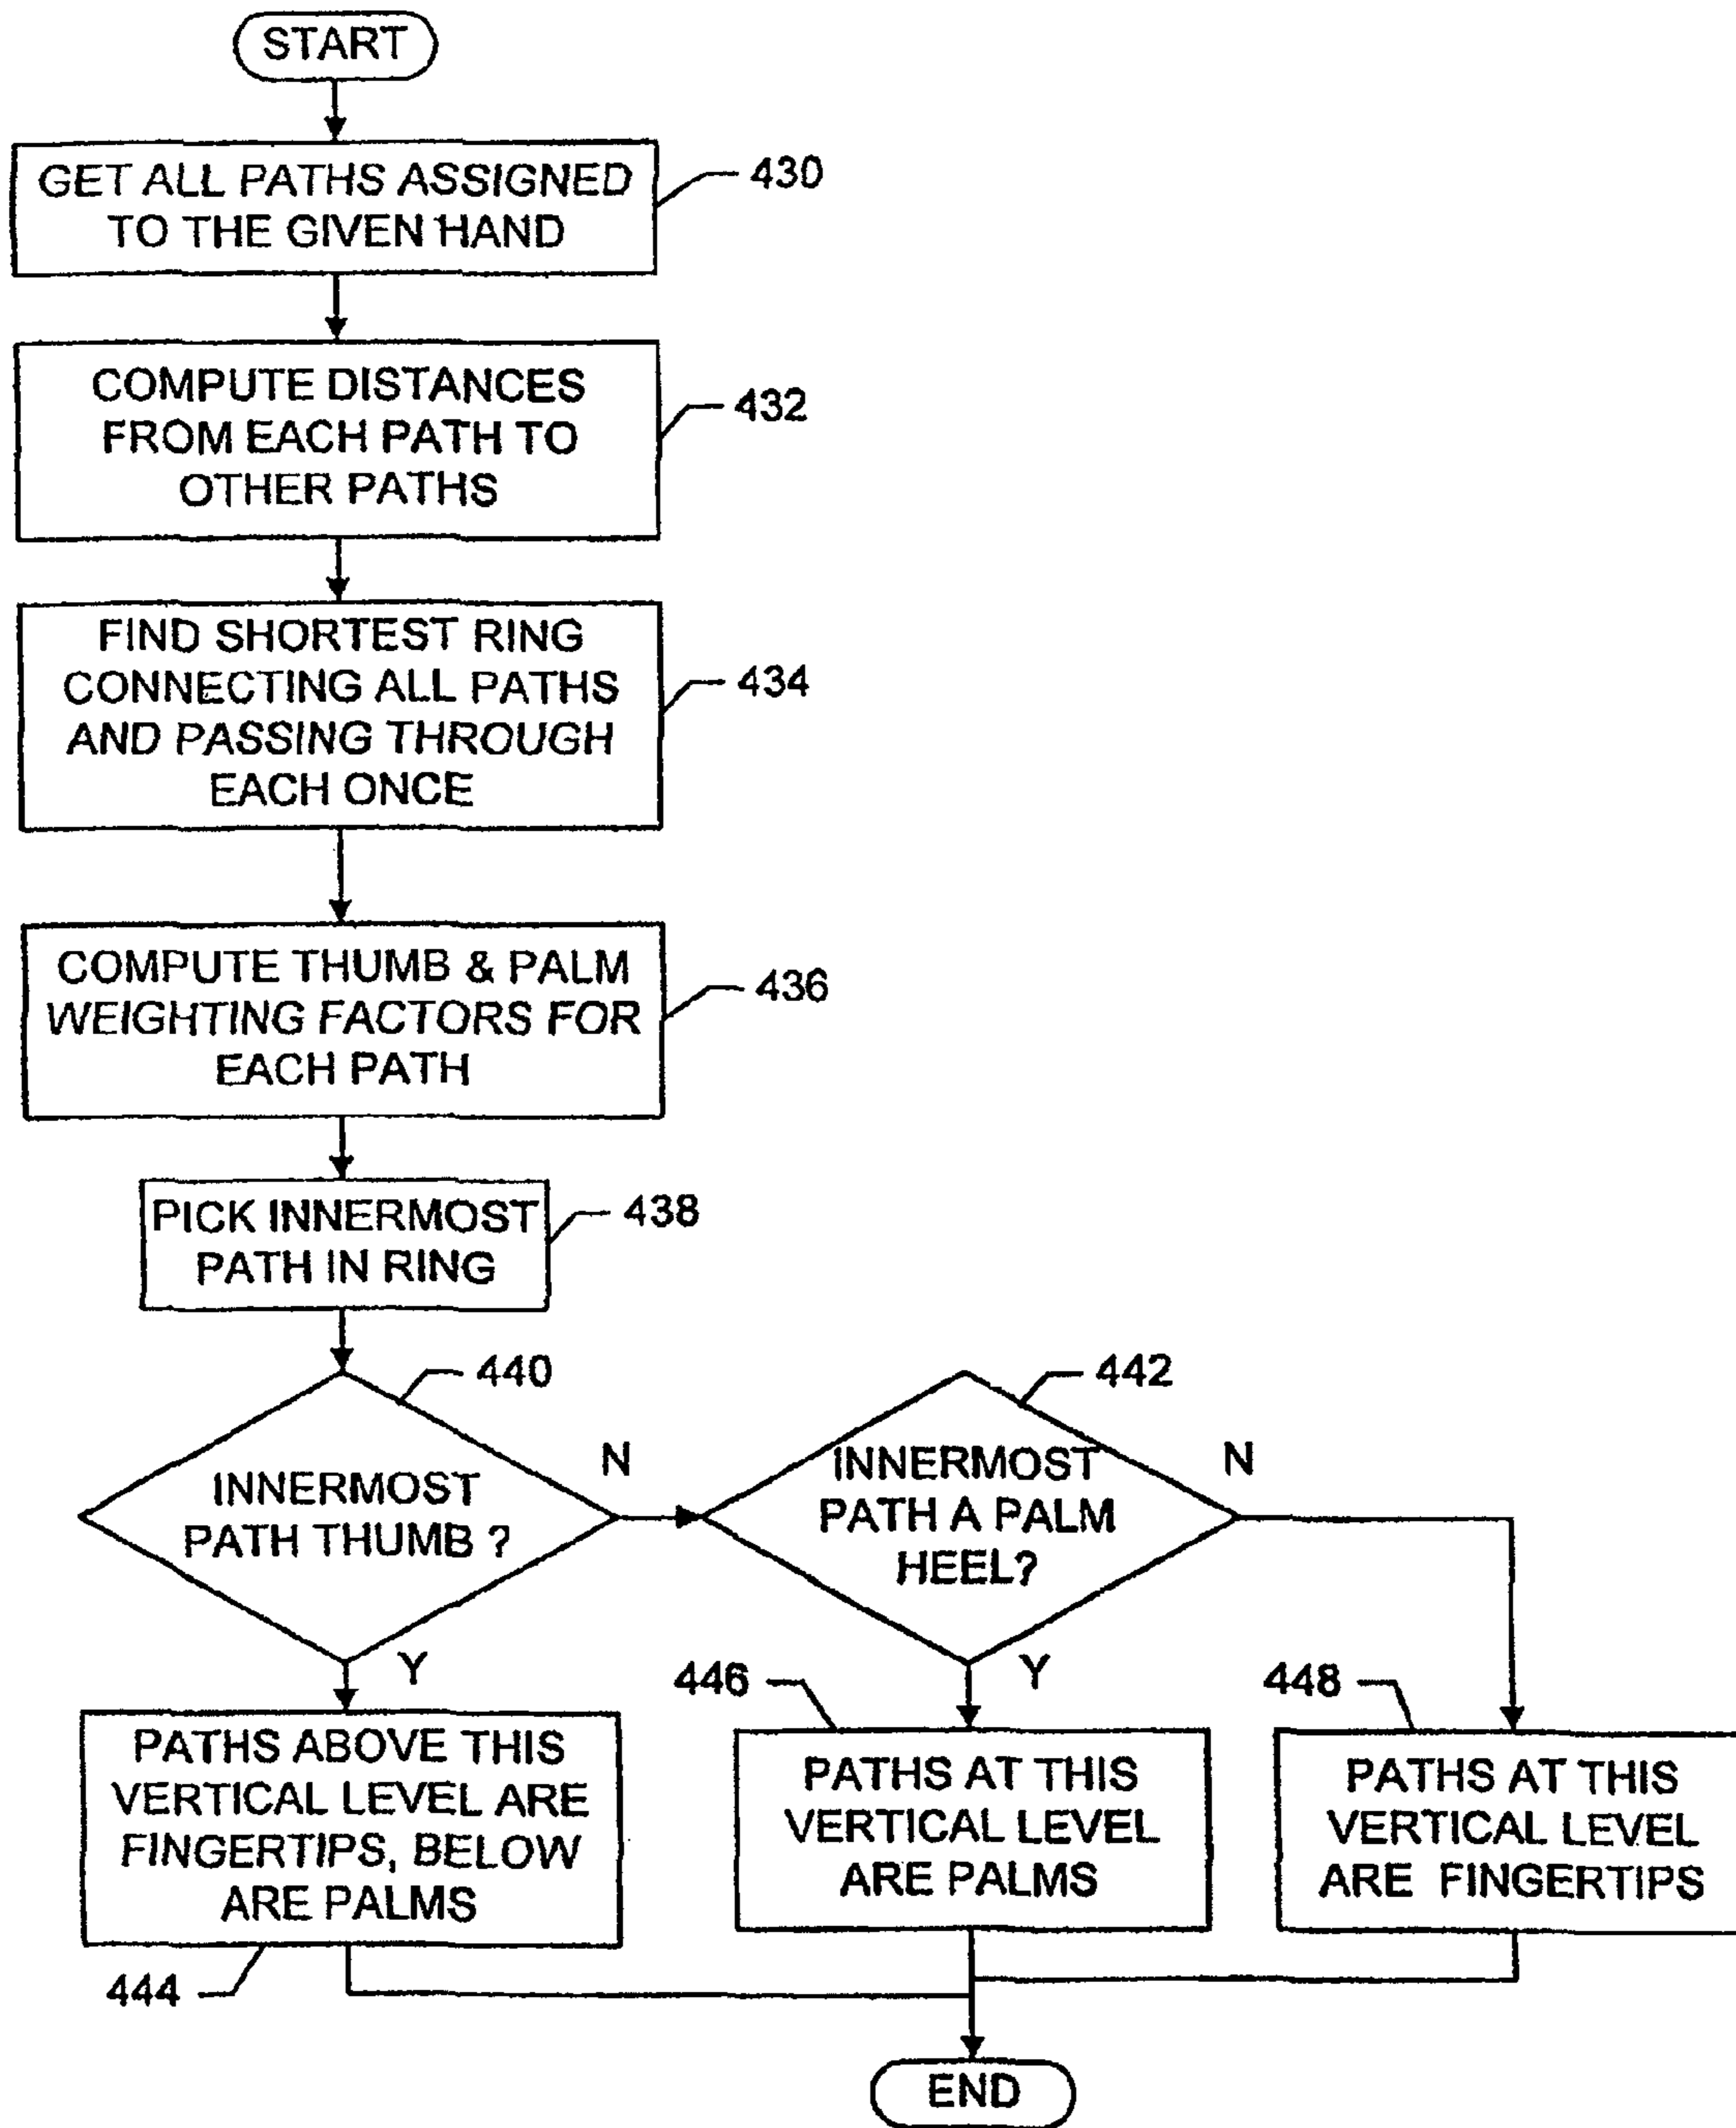 START
GET ALL PATHS ASSIGNED
TO THE GIVEN HAND
430
COMPUTE DISTANCES
FROM EACH PATH TO
OTHER PATHS
432
FIND SHORTEST RING
CONNECTING ALL PATHS
AND PASSING THROUGH
EACH ONCE
434
COMPUTE THUMB & PALM
WEIGHTING FACTORS FOR
EACH PATH
436
PICK INNERMOST
PATH IN RING
438
440
INNERMOST
PATH THUMB ?
N
Y
442
INNERMOST
PATH A PALM
HEEL?
N
Y
PATHS ABOVE THIS
VERTICAL LEVEL ARE
FINGERTIPS, BELOW
ARE PALMS
444
446
PATHS AT THIS
VERTICAL LEVEL
ARE PALMS
448
PATHS AT THIS
VERTICAL LEVEL
ARE FINGERTIPS
END